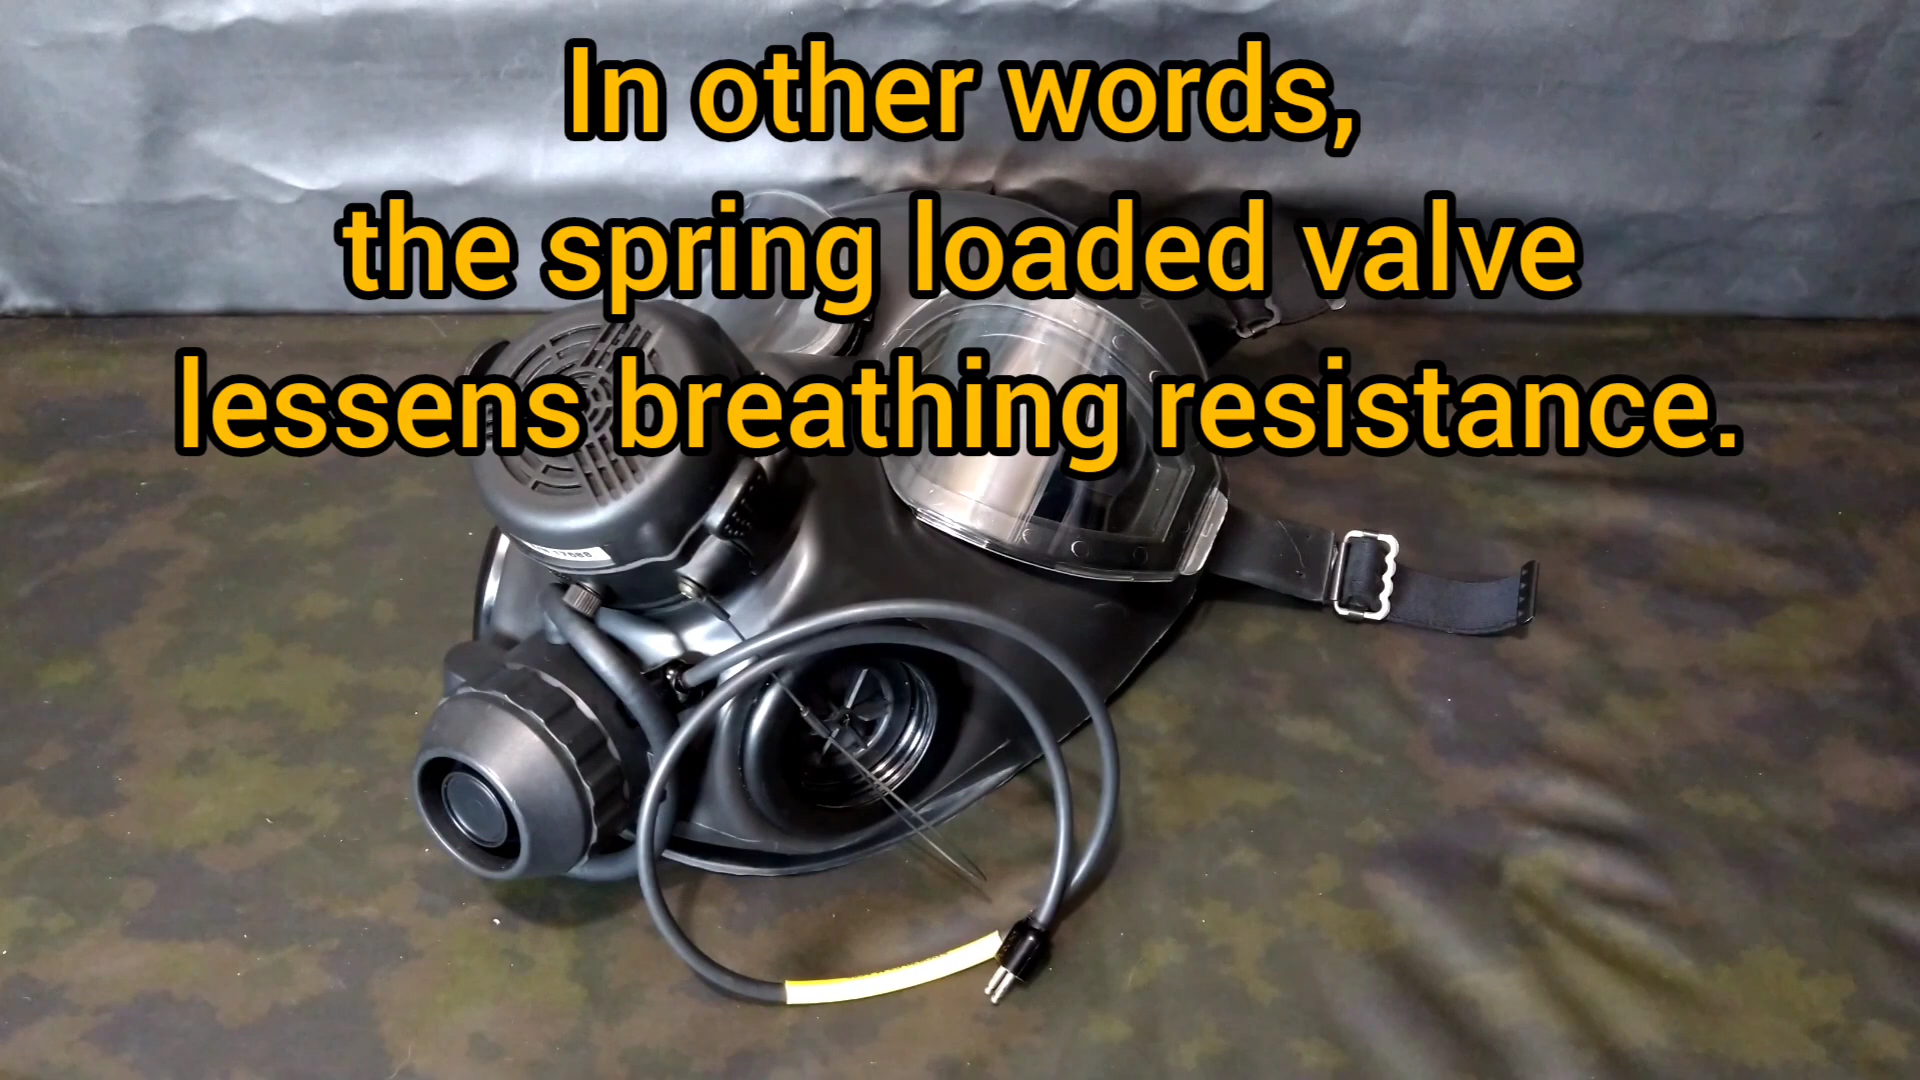 In other words,
the spring loaded valve
lessens breathing resistance.